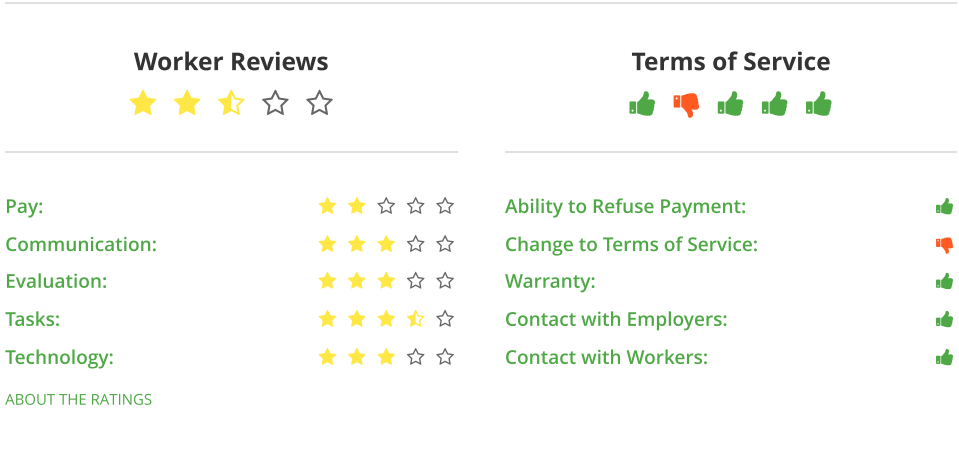 Worker Reviews
Terms of Service
Pay:
Communication:
Evaluation:
Tasks:
Technology:
ABOUT THE RATINGS
Ability to Refuse Payment:
Change to Terms of Service:
Warranty:
Contact with Employers:
Contact with Workers: